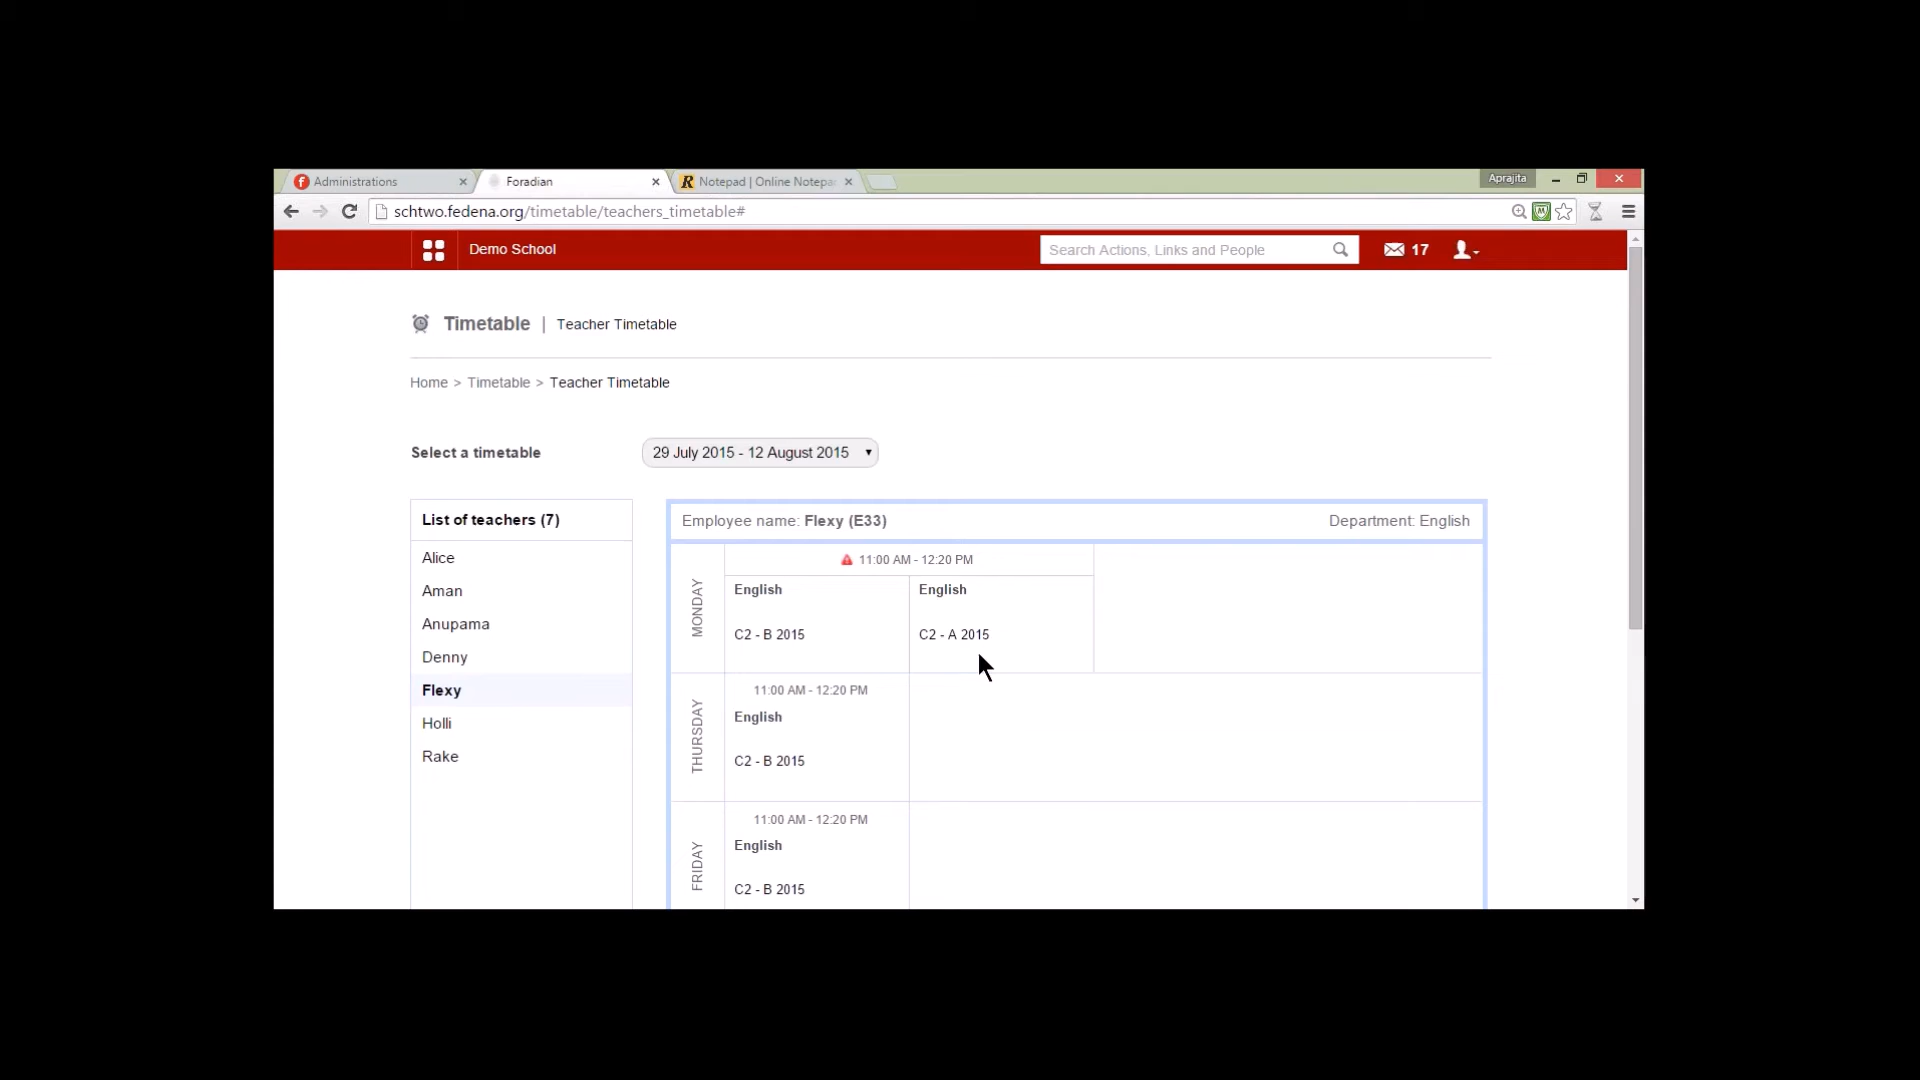 Administrations
Foradian
Notepad | Online Notepa
Aprajita
schtwo.fedena.org/timetable/teachers_timetable#
Demo School
Search Actions, Links and People
17
Timetable | Teacher Timetable
Home > Timetable > Teacher Timetable
Select a timetable
29 July 2015 - 12 August 2015
List of teachers (7)
Alice
Aman
Anupama
Denny
Flexy
Holli
Rake
Employee name: Flexy (E33)
Department: English
MONDAY
11:00 AM - 12:20 PM
English
C2 - B 2015
English
C2 - A 2015
THURSDAY
11:00 AM - 12:20 PM
English
C2 - B 2015
FRIDAY
11:00 AM - 12:20 PM
English
C2 - B 2015